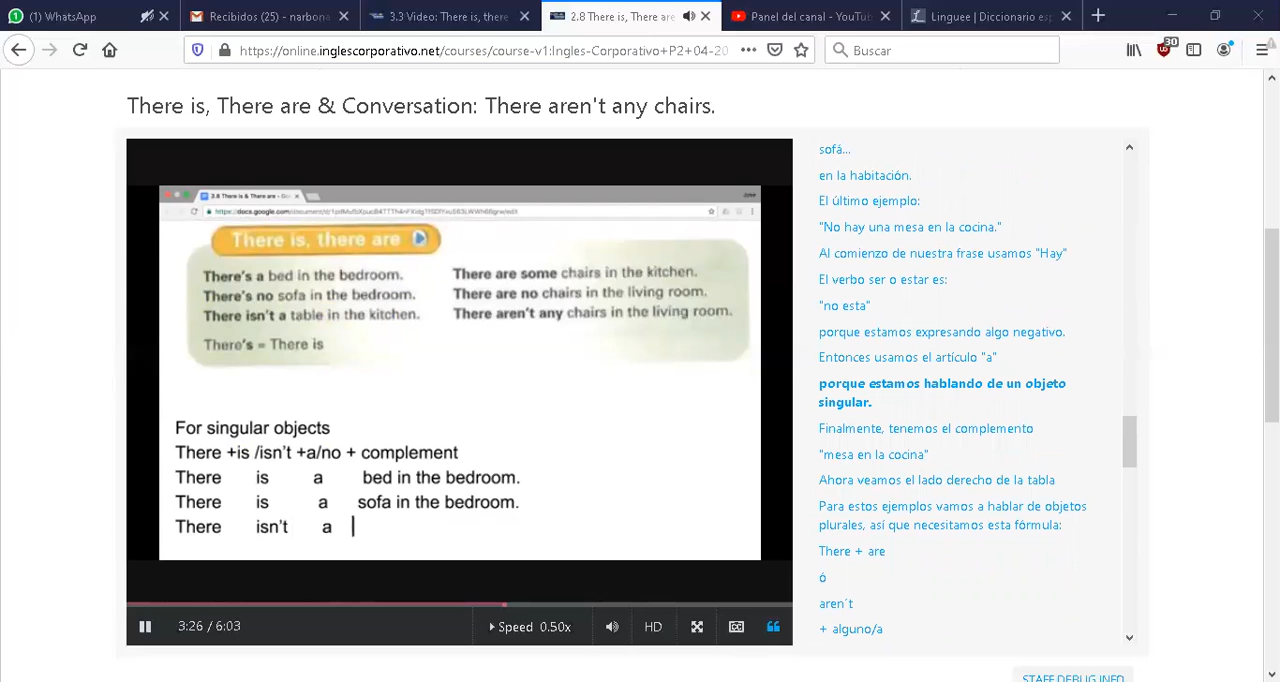 (1) WhatsApp
Recibidos (25) - narbona
3.3 Video: There is, there
2.8 There is, There are
Panel del canal - YouTub
Linguee | Diccionario esp
https://online.inglescorporativo.net/courses/course-v1:Ingles-Corporativo+P2+04-20
Buscar
30
There is, There are & Conversation: There aren't any chairs.
2.8 There is & There are - Go
There is, there are
There's a bed in the bedroom.
There's no sofa in the bedroom.
There isn't a table in the kitchen.
There's = There is
There are some chairs in the kitchen.
There are no chairs in the living room.
There aren't any chairs in the living room.
For singular objects
There +is /isn't +a/no + complement
There is a bed in the bedroom.
There is a sofa in the bedroom.
There isn't a
3:26 / 6:03
Speed 0.50x
HD
sofá...
en la habitación.
El último ejemplo:
"No hay una mesa en la cocina."
Al comienzo de nuestra frase usamos "Hay"
El verbo ser o estar es:
"no esta"
porque estamos expresando algo negativo.
Entonces usamos el artículo "a"
porque estamos hablando de un objeto
singular.
Finalmente, tenemos el complemento
"mesa en la cocina"
Ahora veamos el lado derecho de la tabla
Para estos ejemplos vamos a hablar de objetos
plurales, así que necesitamos esta fórmula:
There + are
ó
aren´t
+ alguno/a
STAFF DEBUG INFO